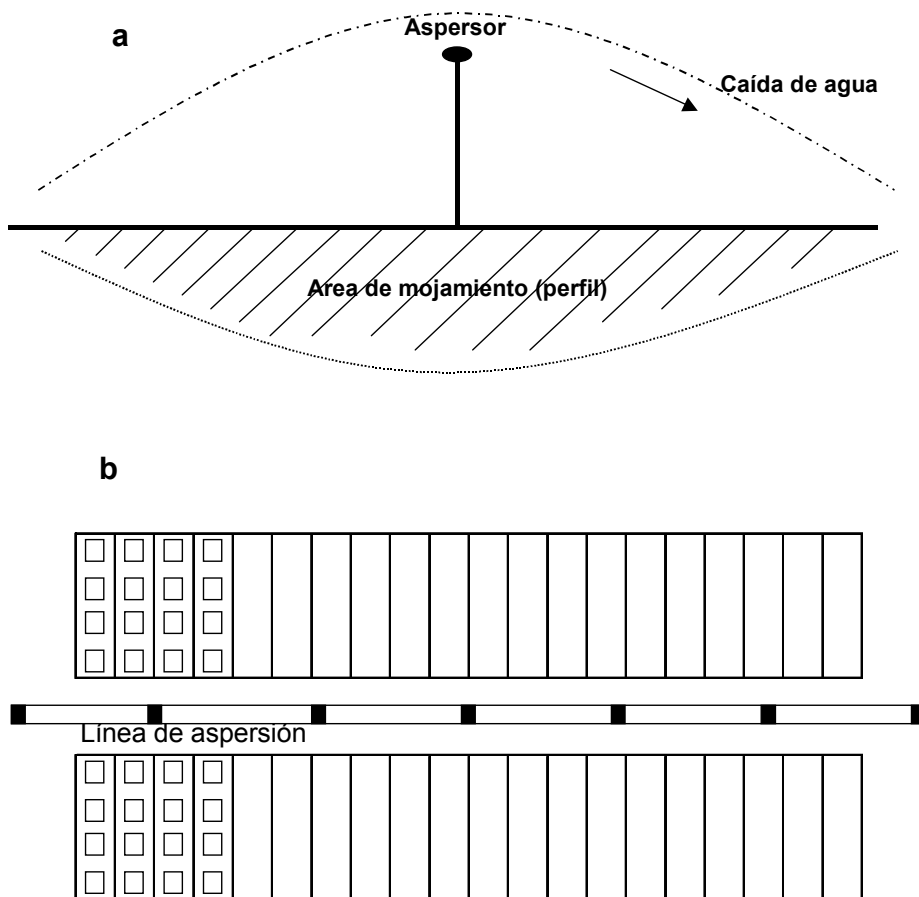 a
Aspersor
Caída de agua
Area de mojamiento (perfil)
b
Línea de aspersión